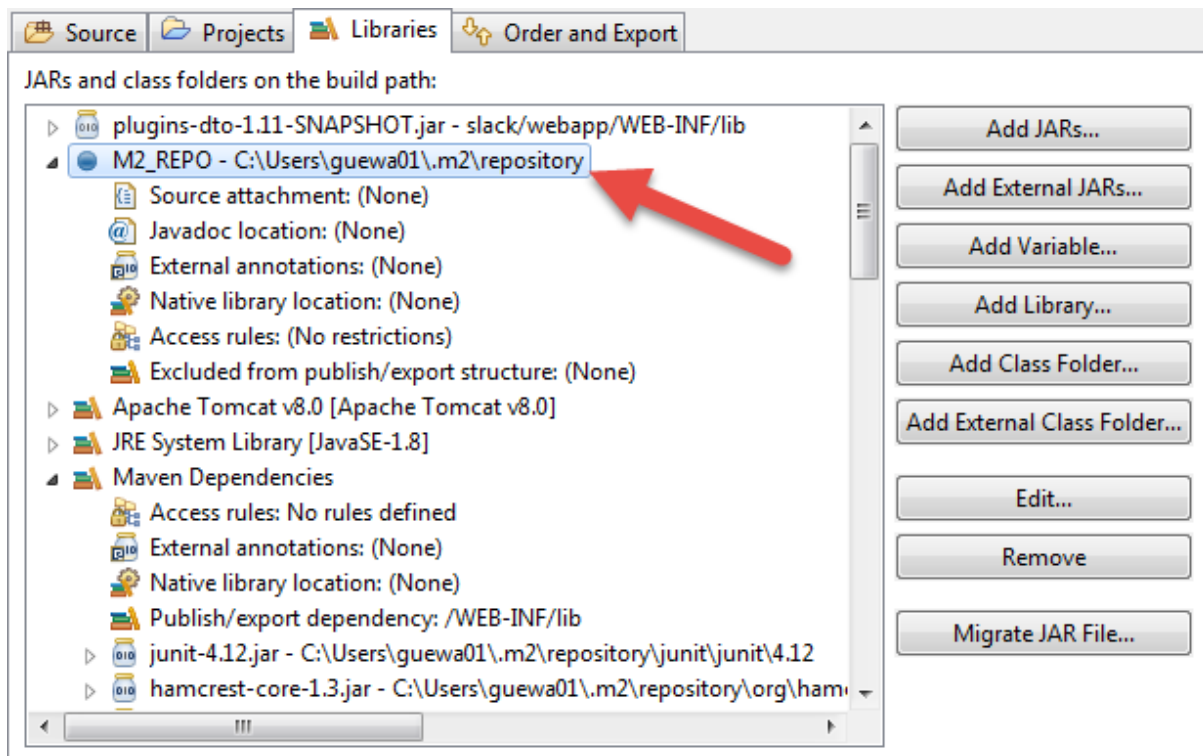 Source Projects Libraries Order and Export
JARs and class folders on the build path:
plugins-dto-1.11-SNAPSHOT.jar - slack/webapp/WEB-INF/lib
M2_REPO - C:\Users\guewa01\.m2\repository
Source attachment: (None)
Javadoc location: (None)
External annotations: (None)
Native library location: (None)
Access rules: (No restrictions)
Excluded from publish/export structure: (None)
Apache Tomcat v8.0 [Apache Tomcat v8.0]
JRE System Library [JavaSE-1.8]
Maven Dependencies
Access rules: No rules defined
External annotations: (None)
Native library location: (None)
Publish/export dependency: /WEB-INF/lib
junit-4.12.jar - C:\Users\guewa01\.m2\repository\junit\junit\4.12
hamcrest-core-1.3.jar - C:\Users\guewa01\.m2\repository\org\ham
Add JARs...
Add External JARs...
Add Variable...
Add Library...
Add Class Folder...
Add External Class Folder...
Edit...
Remove
Migrate JAR File...